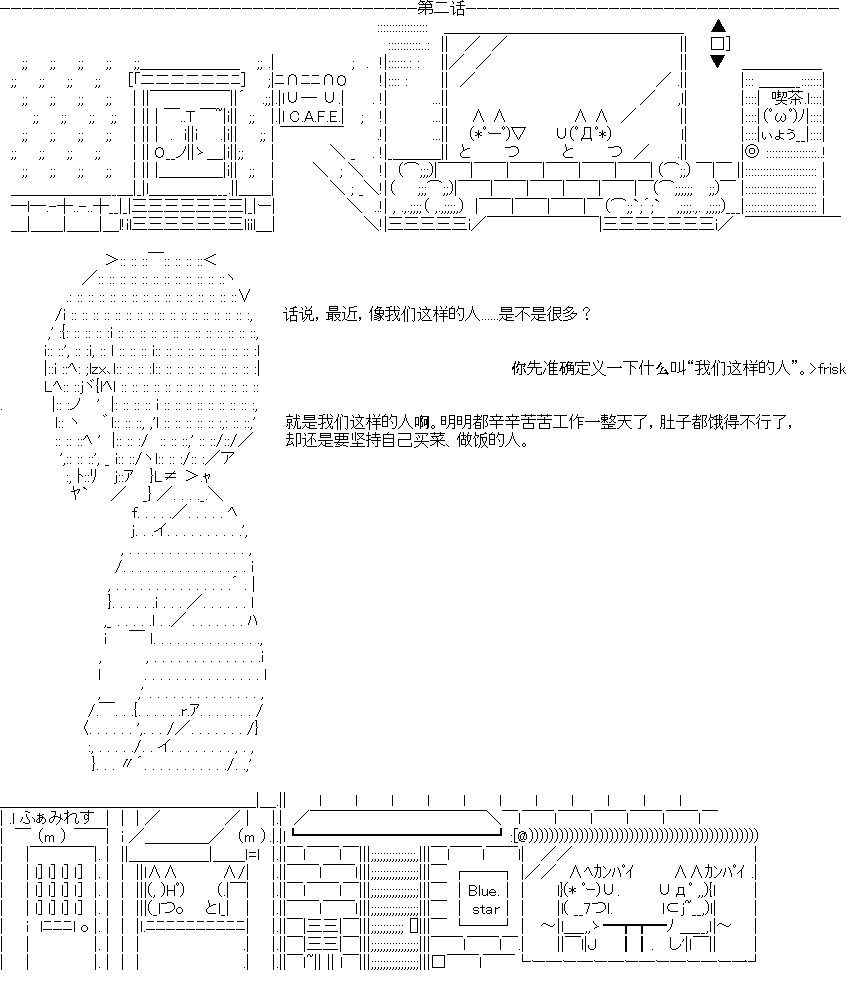 第二话
C.A.F.E.
喫茶
いよう
话说，最近，像我们这样的人……是不是很多？
你先准确定义一下什么叫“我们这样的人”。>frisk
就是我们这样的人啊。明明都辛辛苦苦工作一整天了，肚子都饿得不行了，
却还是要坚持自己买菜、做饭的人。
ふぁみれす
ヘカンパイ
カンパイ
Blue.
star